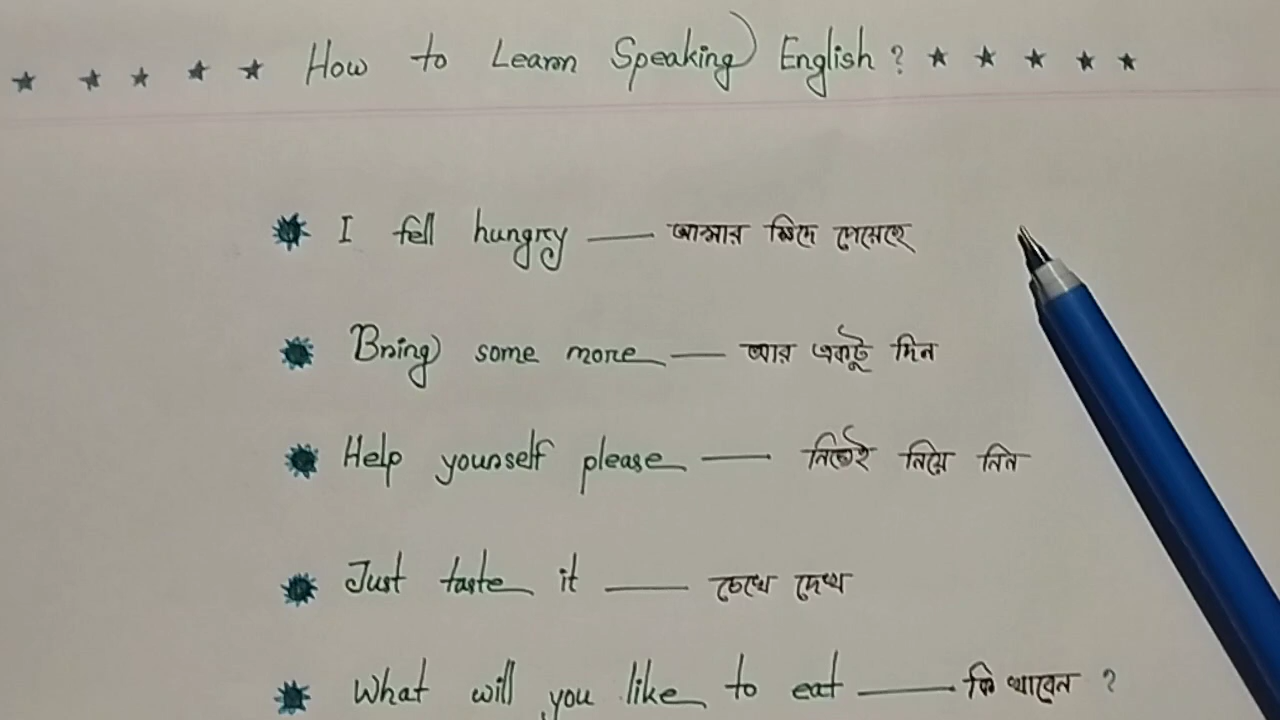 How to Learn Speaking English ?
I fell hungry — আমার খিদে পেয়েছে
Bring some more — আর একটু দিন
Help yourself please — নিজেই নিয়ে নিন
Just taste it — চেখে দেখ
What will you like to eat — কি খাবেন ?